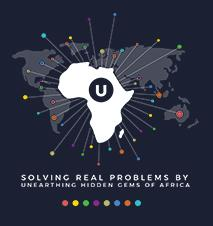 U
SOLVING REAL PROBLEMS BY
UNEARTHING HIDDEN GEMS OF AFRICA